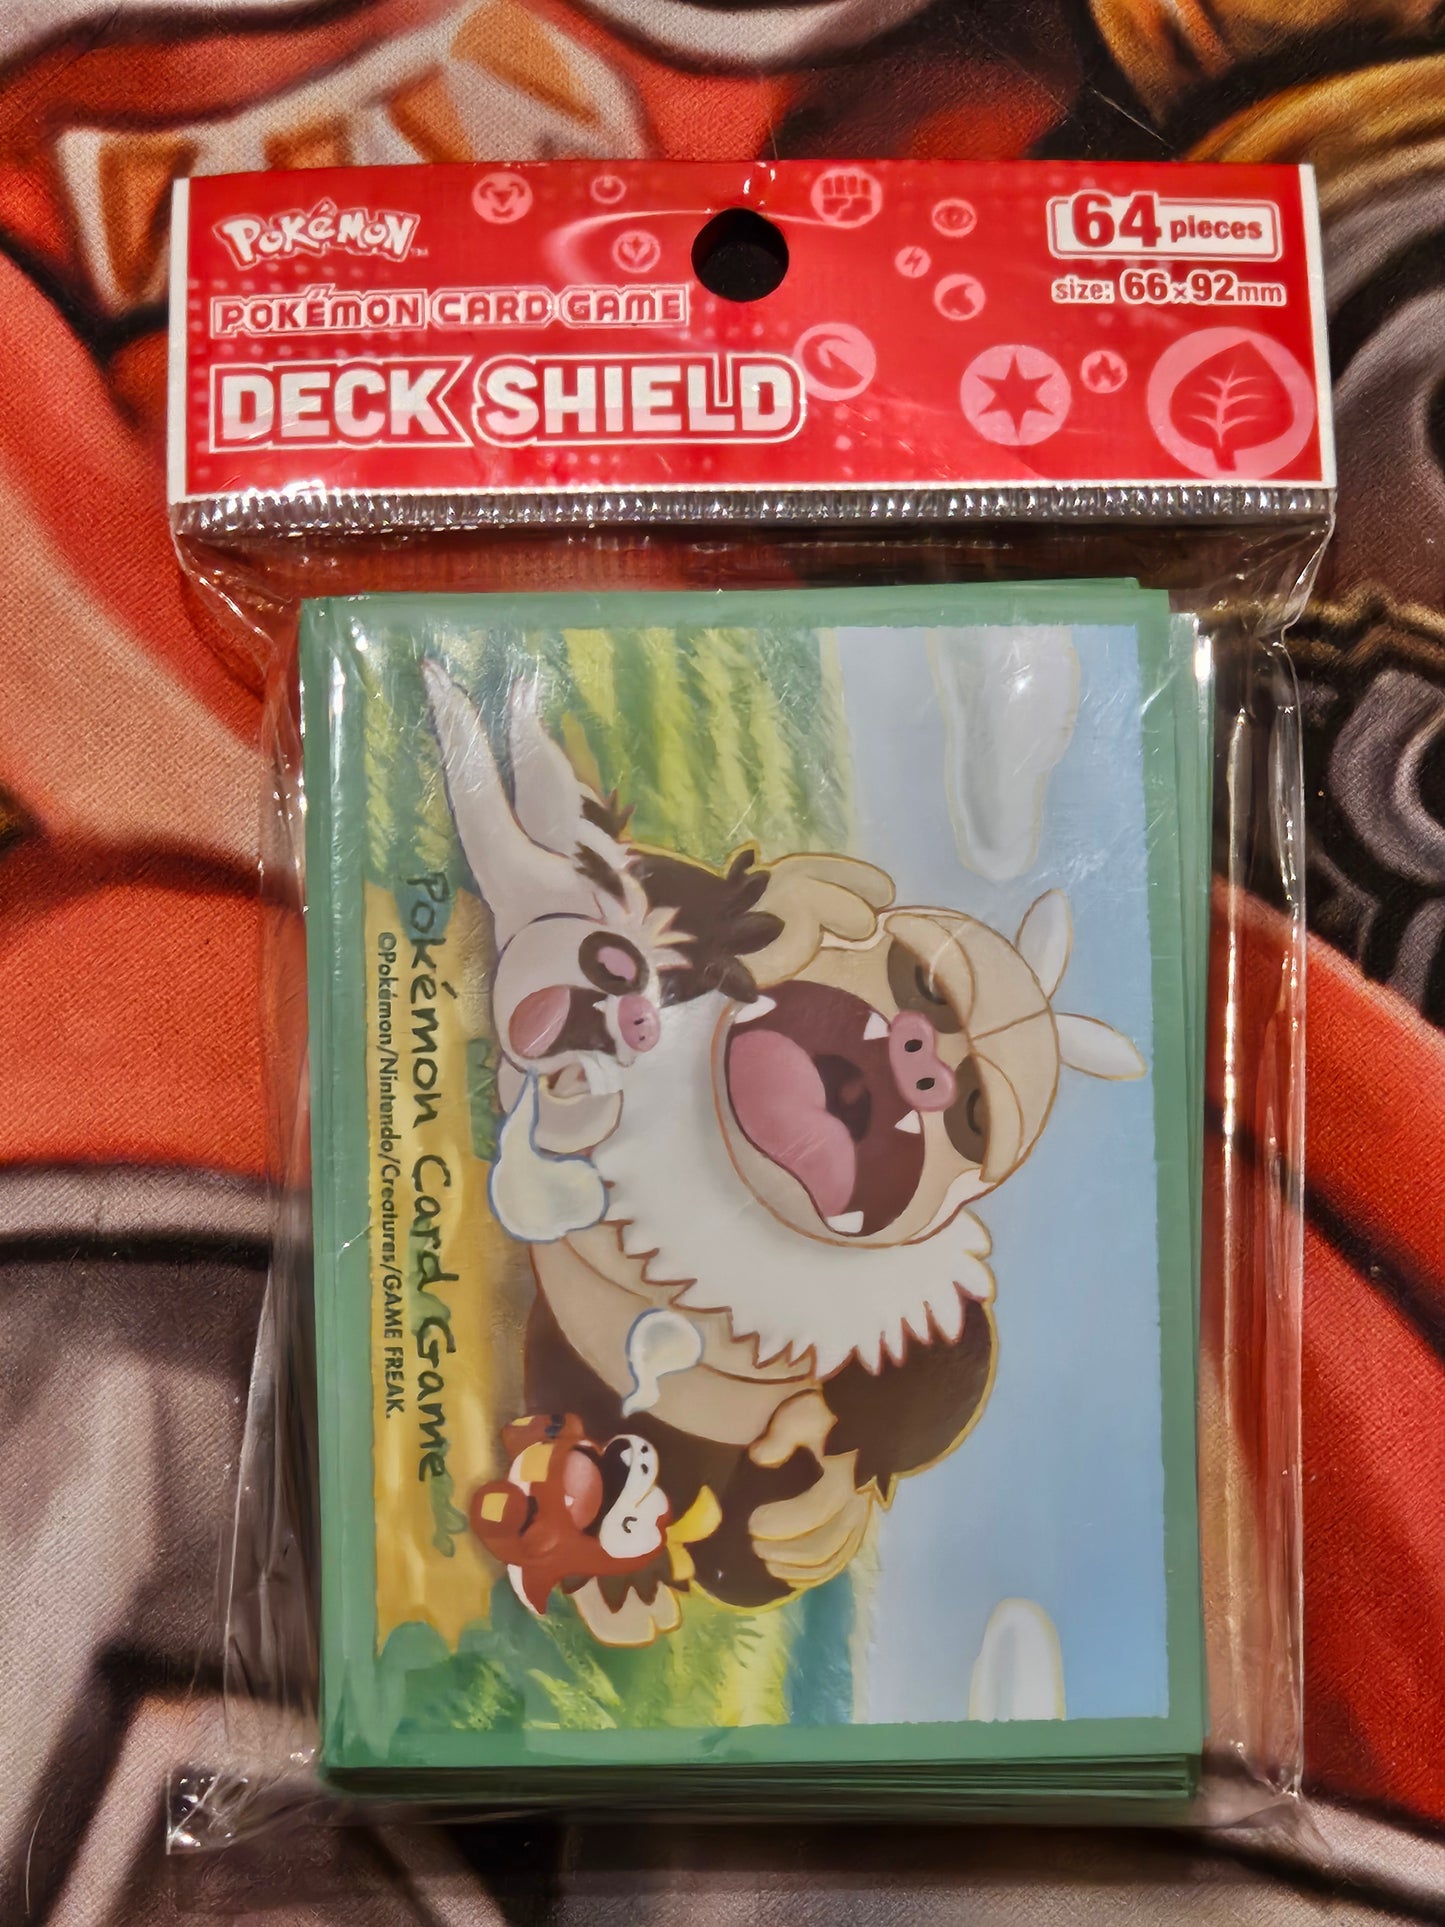 POKéMON
64 pieces
size: 66×92mm
POKéMON CARD GAME
DECK SHIELD
Pokémon Card Game
©Pokémon/Nintendo/Creatures/GAME FREAK.